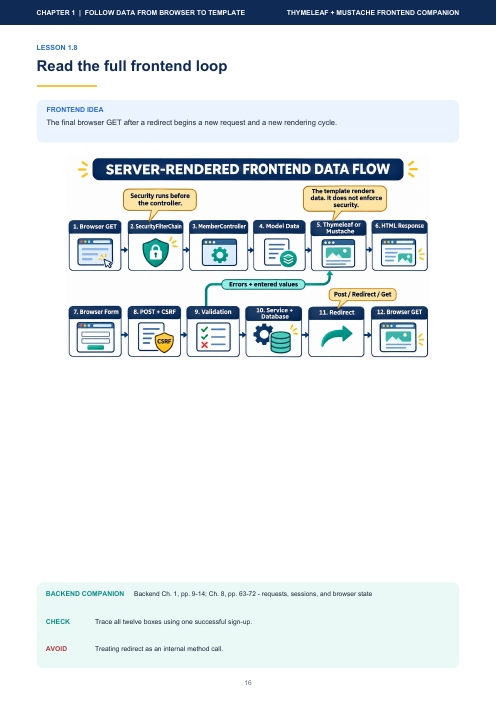 CHAPTER 1 | FOLLOW DATA FROM BROWSER TO TEMPLATE
THYMELEAF + MUSTACHE FRONTEND COMPANION
LESSON 1.8
Read the full frontend loop
FRONTEND IDEA
The final browser GET after a redirect begins a new request and a new rendering cycle.
SERVER-RENDERED FRONTEND DATA FLOW
Security runs before
the controller.
The template renders
data. It does not enforce
security.
1. Browser GET
2.SecurityFilterChain
3. MemberController
4. Model Data
5. Thymeleaf or
Mustache
6. HTML Response
Errors + entered values
Post / Redirect / Get
7. Browser Form
8. POST + CSRF
9. Validation
10. Service +
Database
11. Redirect
12. Browser GET
CSRF
BACKEND COMPANION Backend Ch. 1, pp. 9-14; Ch. 8, pp. 63-72 - requests, sessions, and browser state
CHECK Trace all twelve boxes using one successful sign-up.
AVOID Treating redirect as an internal method call.
16